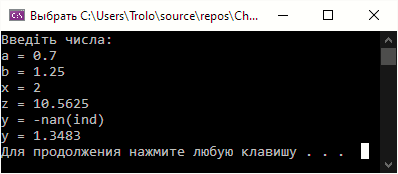 Выбрать C:\Users\Trolo\source\repos\Ch...
Введіть числа:
a = 0.7
b = 1.25
x = 2
z = 10.5625
y = -nan(ind)
y = 1.3483
Для продолжения нажмите любую клавишу . . .